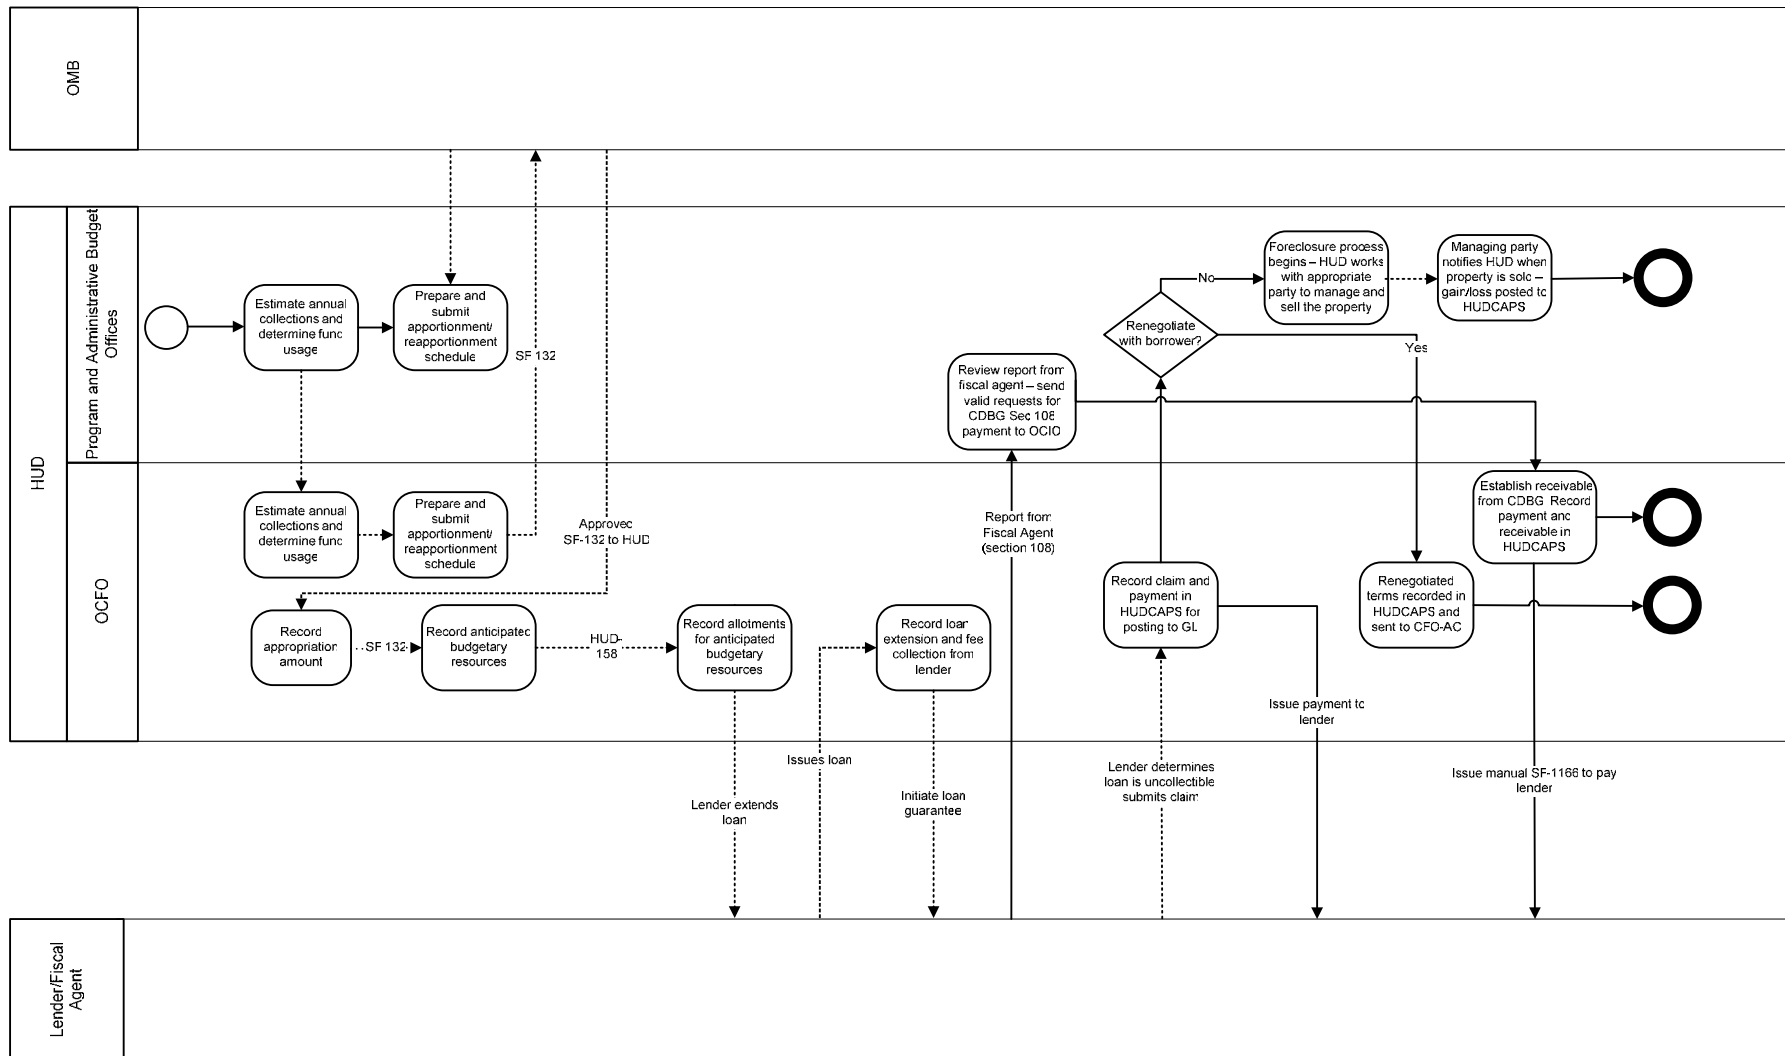 OMB
HUD
Program and Administrative Budget
Offices
Estimate annual
collections and
determine fund
usage
Prepare and
submit
apportionment/
reapportionment
schedule
SF 132
Foreclosure process
begins – HUD works
with appropriate
party to manage and
sell the property
Managing party
notifies HUD when
property is sold –
gain/loss posted to
HUDCAPS
No
Renegotiate
with borrower?
Yes
Review report from
fiscal agent – send
valid requests for
CDBG Sec 108
payment to OCIO
OCFO
Estimate annual
collections and
determine fund
usage
Prepare and
submit
apportionment/
reapportionment
schedule
Approved
SF-132 to HUD
Report from
Fiscal Agent
(section 108)
Establish receivable
from CDBG Record
payment and
receivable in
HUDCAPS
Record claim and
payment in
HUDCAPS for
posting to GL
Renegotiated
terms recorded in
HUDCAPS and
sent to CFO-AC
Record
appropriation
amount
SF 132
Record anticipated
budgetary
resources
HUD-
158
Record allotments
for anticipated
budgetary
resources
Record loan
extension and fee
collection from
lender
Issue payment to
lender
Issues loan
Lender determines
loan is uncollectible
submits claim
Issue manual SF-1166 to pay
lender
Lender extends
loan
Initiate loan
guarantee
Lender/Fiscal
Agent